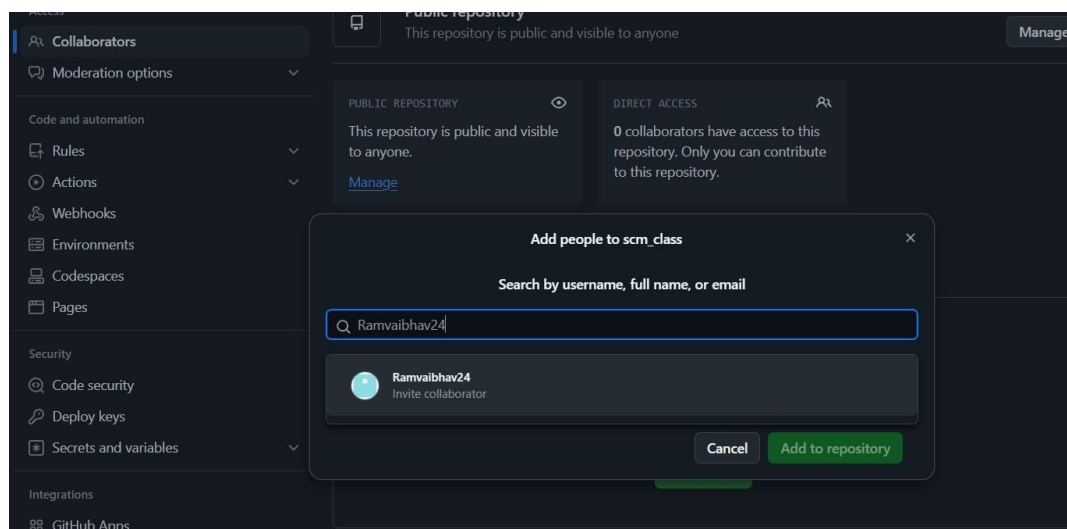 Access
Collaborators
Moderation options
Code and automation
Rules
Actions
Webhooks
Environments
Codespaces
Pages
Security
Code security
Deploy keys
Secrets and variables
Integrations
GitHub Apps
Public repository
This repository is public and visible to anyone
Manage
PUBLIC REPOSITORY
This repository is public and visible
to anyone.
Manage
DIRECT ACCESS
0 collaborators have access to this
repository. Only you can contribute
to this repository.
Add people to scm_class
Search by username, full name, or email
Ramvaibhav24
Ramvaibhav24
Invite collaborator
Cancel
Add to repository